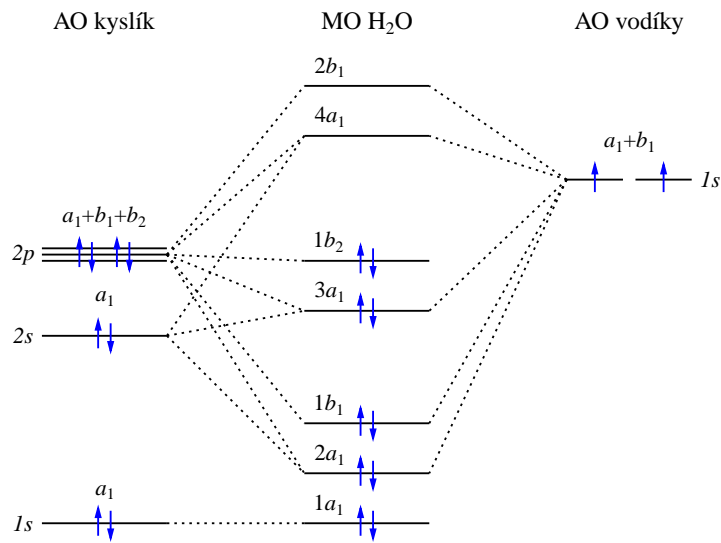 AO kyslík MO H₂O AO vodíky
2b₁
4a₁
a₁+b₁
1s
a₁+b₁+b₂
2p
1b₂
a₁
3a₁
2s
1b₁
2a₁
a₁
1a₁
1s